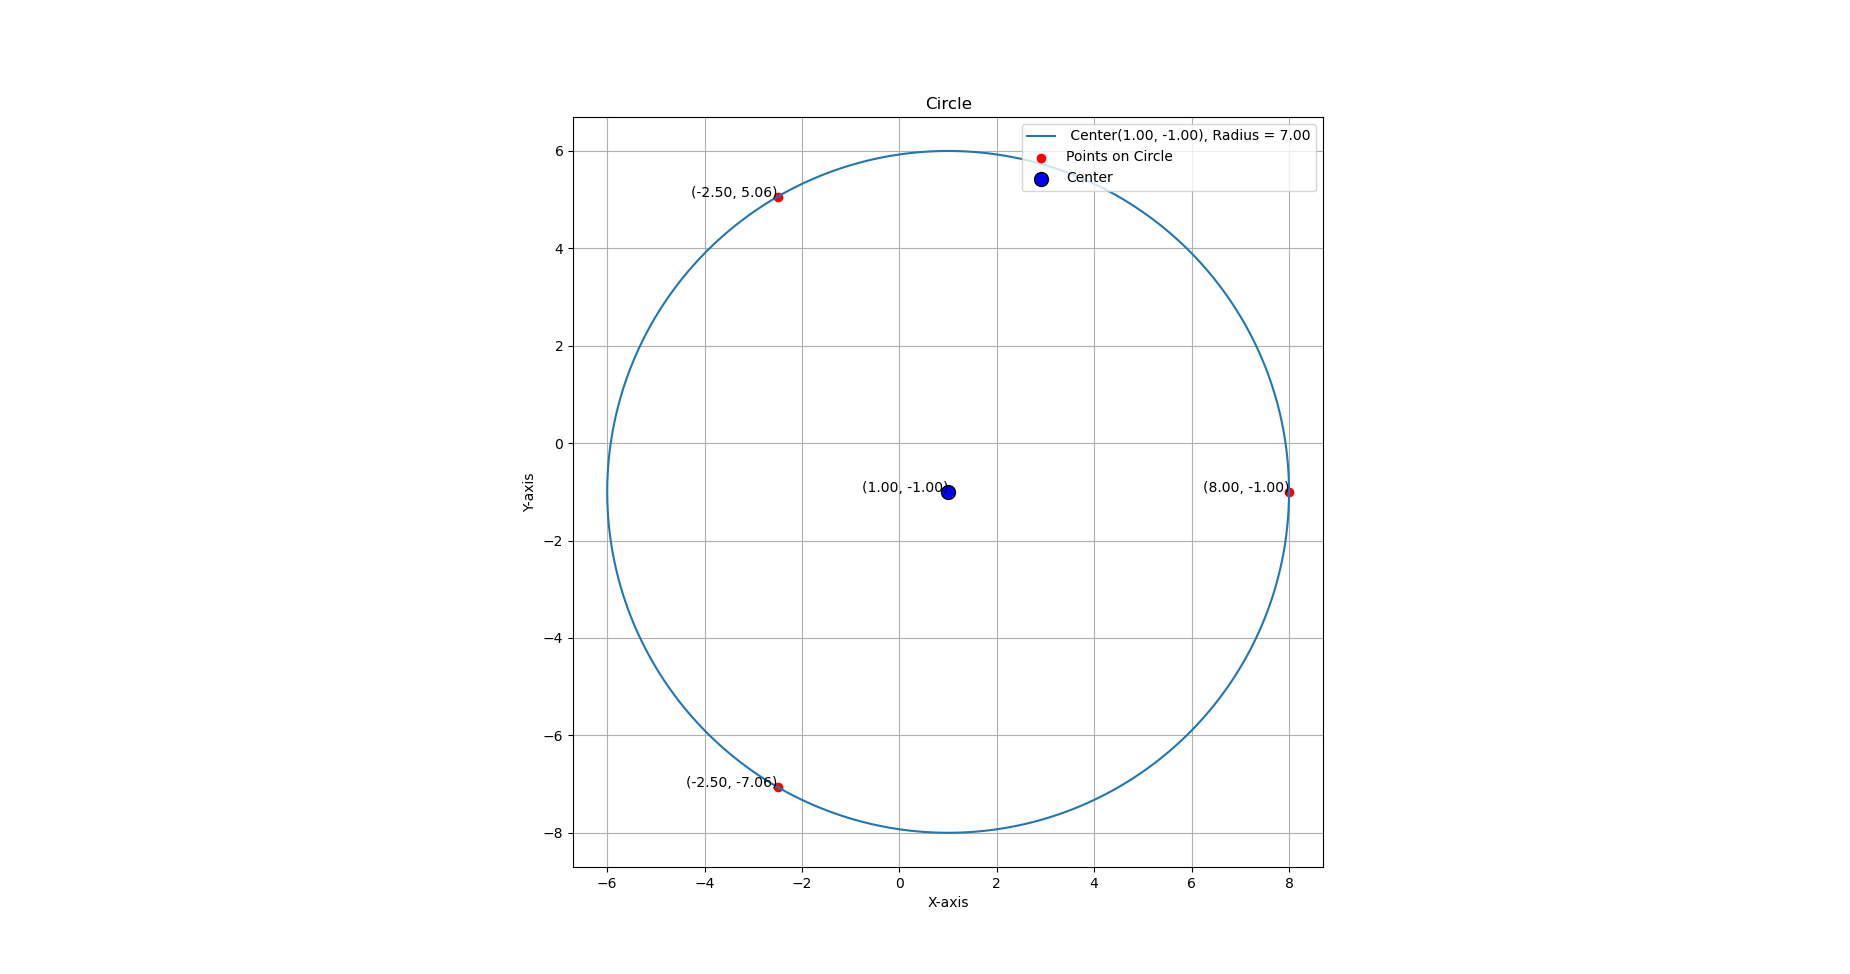 Circle
Center(1.00, -1.00), Radius = 7.00
Points on Circle
Center
6
(-2.50, 5.06)
4
2
0
(1.00, -1.00)
(8.00, -1.00)
Y-axis
−2
−4
−6
(-2.50, -7.06)
−8
−6 −4 −2 0 2 4 6 8
X-axis